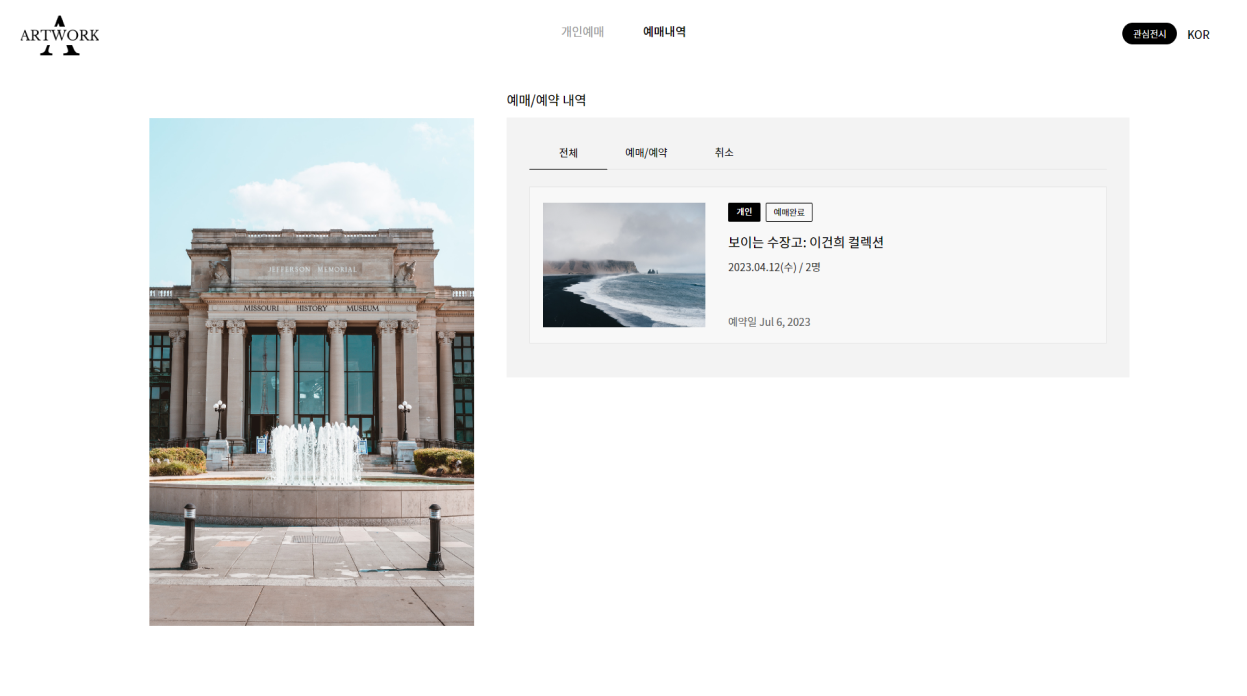 ARTWORK
개인예매
예매내역
관심전시
KOR
예매/예약 내역
전체
예매/예약
취소
개인
예매완료
보이는 수장고: 이건희 컬렉션
2023.04.12(수) / 2명
예약일 Jul 6, 2023
JEFFERSON MEMORIAL
MISSOURI HISTORY MUSEUM